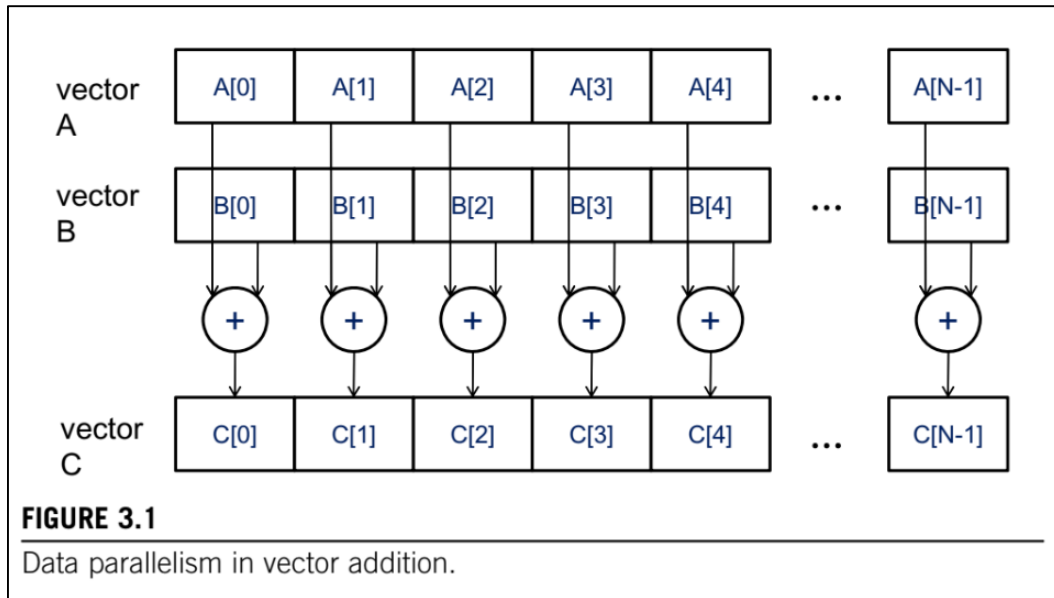 vector A A[0] A[1] A[2] A[3] A[4] ... A[N-1]
vector B B[0] B[1] B[2] B[3] B[4] ... B[N-1]
+ + + + + +
vector C C[0] C[1] C[2] C[3] C[4] ... C[N-1]
FIGURE 3.1
Data parallelism in vector addition.